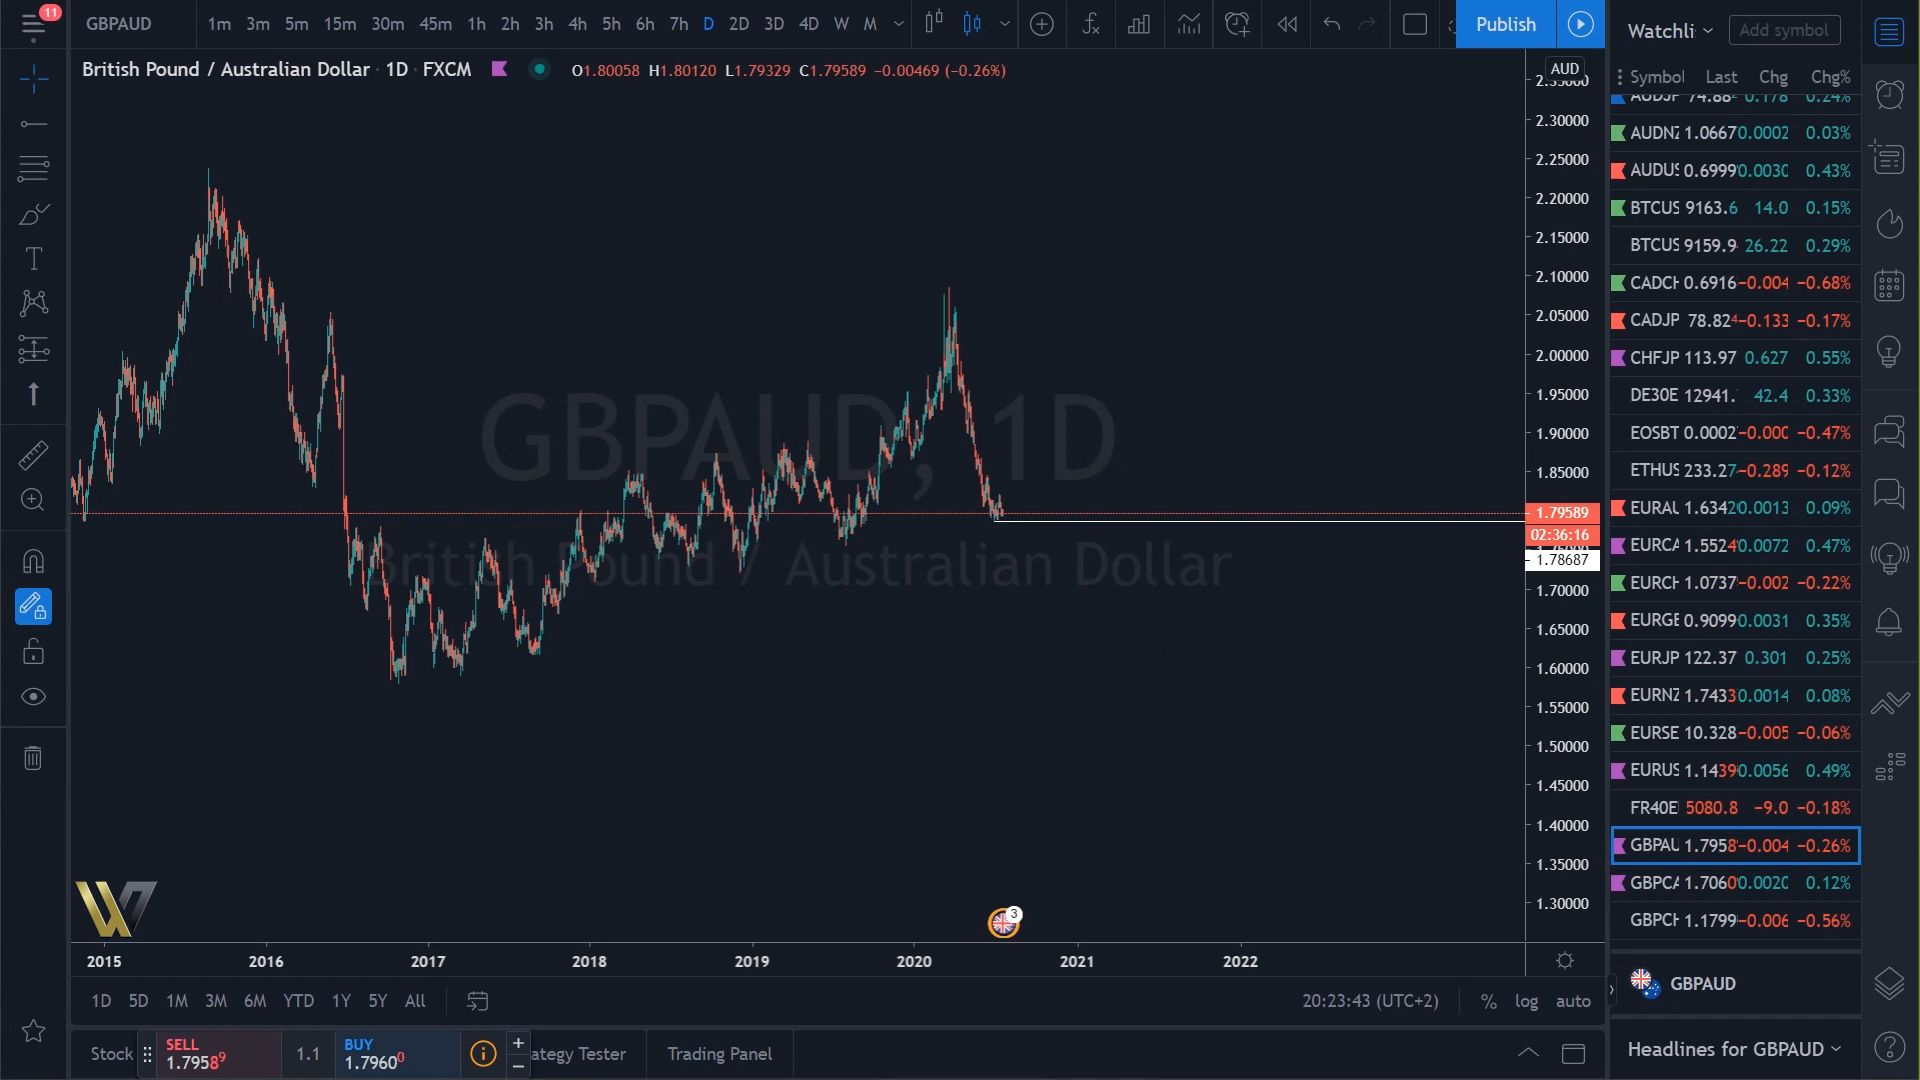 11
GBPAUD 1m 3m 5m 15m 30m 45m 1h 2h 3h 4h 5h 6h 7h D 2D 3D 4D W M Publish
British Pound / Australian Dollar · 1D · FXCM O1.80058 H1.80120 L1.79329 C1.79589 −0.00469 (−0.26%)
AUD
2.35000
2.30000
2.25000
2.20000
2.15000
2.10000
2.05000
2.00000
1.95000
1.90000
1.85000
1.79589
02:36:16
1.78687
1.70000
1.65000
1.60000
1.55000
1.50000
1.45000
1.40000
1.35000
1.30000
GBPAUD, 1D
British Pound / Australian Dollar
3
2015 2016 2017 2018 2019 2020 2021 2022
1D 5D 1M 3M 6M YTD 1Y 5Y All 20:23:43 (UTC+2) % log auto
Stock SELL 1.79589 1.1 BUY 1.79600 ategy Tester Trading Panel
Watchli Add symbol
Symbol Last Chg Chg%
AUDJP 74.882 0.178 0.24%
AUDNZ 1.0667 0.0002 0.03%
AUDUS 0.6999 0.0030 0.43%
BTCUS 9163.6 14.0 0.15%
BTCUS 9159.9 26.22 0.29%
CADCH 0.6916 −0.004 −0.68%
CADJP 78.824 −0.133 −0.17%
CHFJP 113.97 0.627 0.55%
DE30E 12941. 42.4 0.33%
EOSBT 0.0002 −0.000 −0.47%
ETHUS 233.27 −0.289 −0.12%
EURAU 1.6342 0.0013 0.09%
EURCA 1.5524 0.0072 0.47%
EURCH 1.0737 −0.002 −0.22%
EURGE 0.9099 0.0031 0.35%
EURJP 122.37 0.301 0.25%
EURNZ 1.7433 0.0014 0.08%
EURSE 10.328 −0.005 −0.06%
EURUS 1.1439 0.0056 0.49%
FR40E 5080.8 −9.0 −0.18%
GBPAU 1.7958 −0.004 −0.26%
GBPCA 1.7060 0.0020 0.12%
GBPCH 1.1799 −0.006 −0.56%
GBPAUD
Headlines for GBPAUD